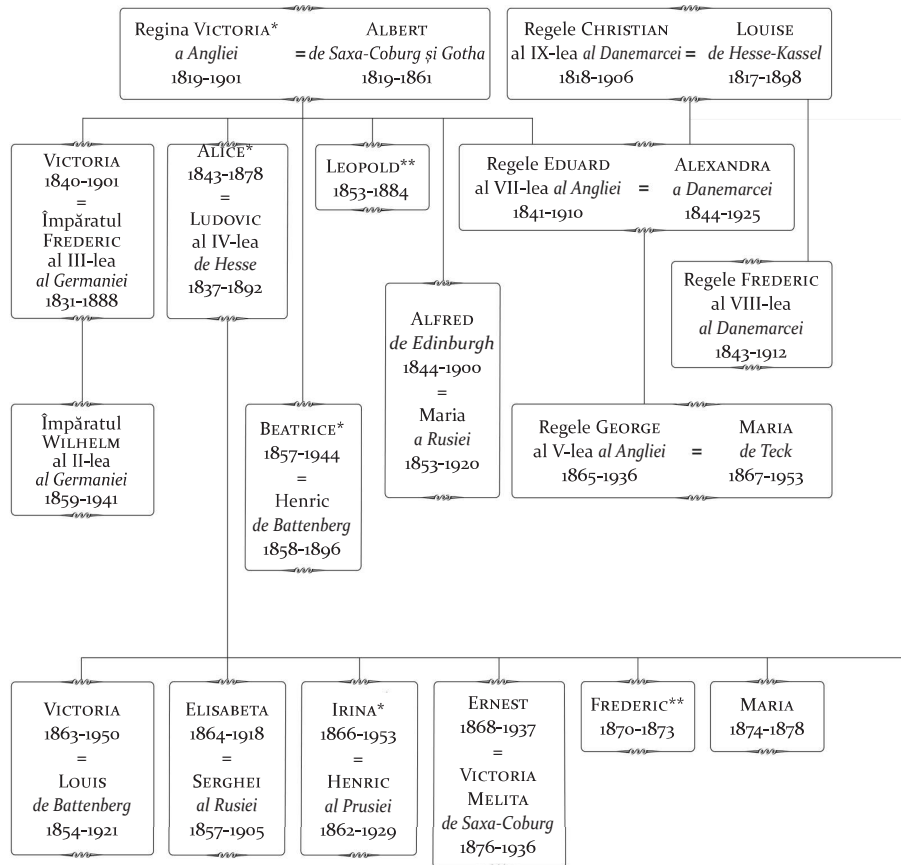 Regina VICTORIA*
a Angliei
1819-1901
=
ALBERT
de Saxa-Coburg și Gotha
1819-1861
Regele CHRISTIAN
al IX-lea al Danemarcei
1818-1906
=
LOUISE
de Hesse-Kassel
1817-1898
VICTORIA
1840-1901
=
Împăratul
FREDERIC
al III-lea
al Germaniei
1831-1888
ALICE*
1843-1878
=
LUDOVIC
al IV-lea
de Hesse
1837-1892
LEOPOLD**
1853-1884
Regele EDUARD
al VII-lea al Angliei
1841-1910
=
ALEXANDRA
a Danemarcei
1844-1925
Regele FREDERIC
al VIII-lea
al Danemarcei
1843-1912
ALFRED
de Edinburgh
1844-1900
=
Maria
a Rusiei
1853-1920
Împăratul
WILHELM
al II-lea
al Germaniei
1859-1941
BEATRICE*
1857-1944
=
Henric
de Battenberg
1858-1896
Regele GEORGE
al V-lea al Angliei
1865-1936
=
MARIA
de Teck
1867-1953
VICTORIA
1863-1950
=
LOUIS
de Battenberg
1854-1921
ELISABETA
1864-1918
=
SERGHEI
al Rusiei
1857-1905
IRINA*
1866-1953
=
HENRIC
al Prusiei
1862-1929
ERNEST
1868-1937
=
VICTORIA
MELITA
de Saxa-Coburg
1876-1936
FREDERIC**
1870-1873
MARIA
1874-1878